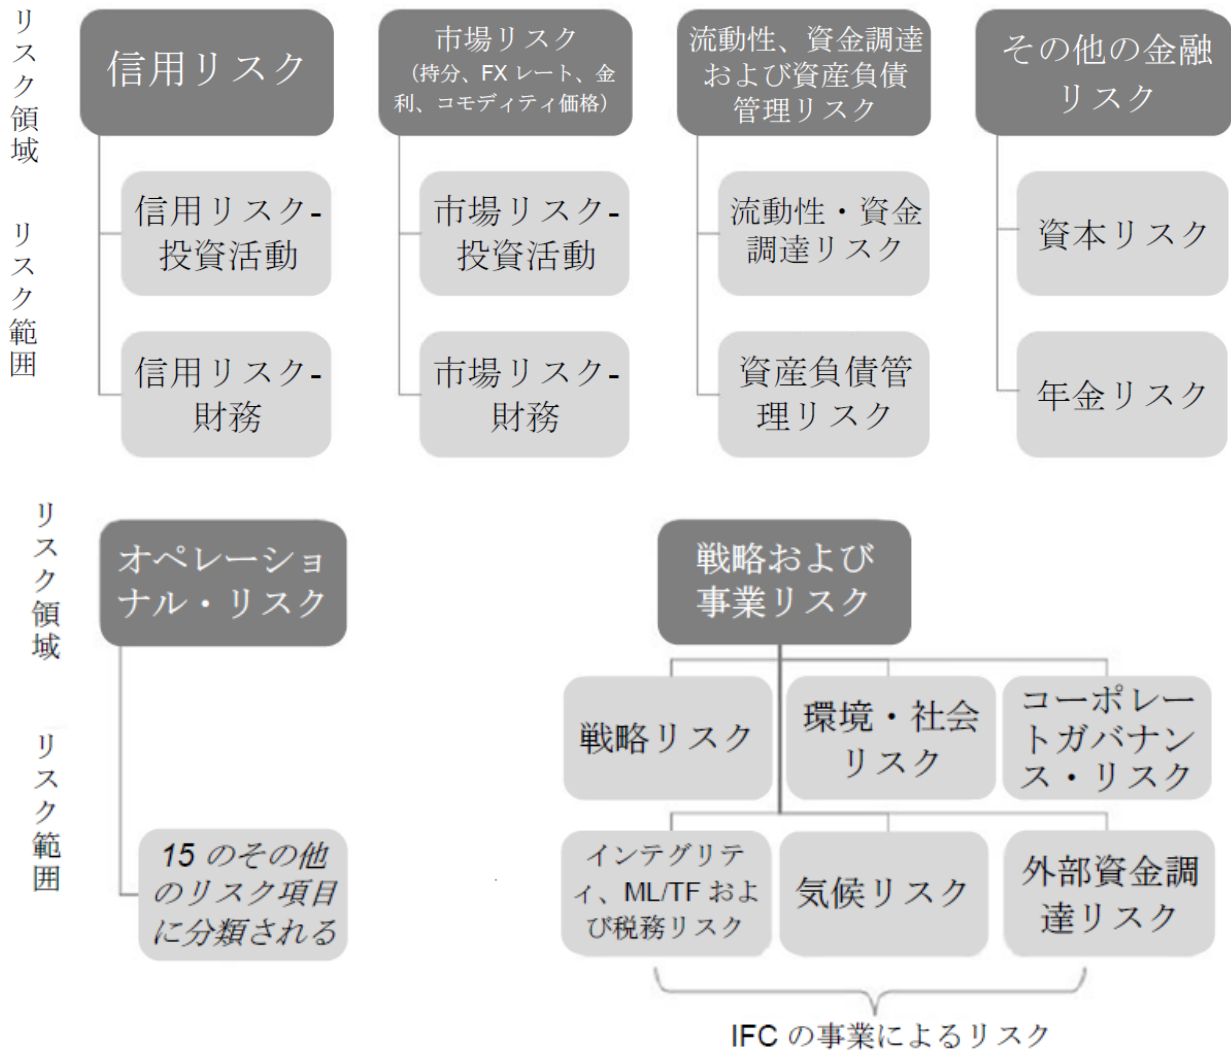 リスク領域
信用リスク
市場リスク
（持分、FX レート、金
利、コモディティ価格）
流動性、資金調達
および資産負債
管理リスク
その他の金融
リスク
リスク範囲
信用リスク-
投資活動
市場リスク-
投資活動
流動性・資金
調達リスク
資本リスク
信用リスク-
財務
市場リスク-
財務
資産負債管
理リスク
年金リスク
リスク領域
オペレーショ
ナル・リスク
戦略および
事業リスク
リスク範囲
戦略リスク
環境・社会
リスク
コーポレー
トガバナン
ス・リスク
15 のその他
のリスク項目
に分類される
インテグリテ
ィ、ML/TF お
よび税務リスク
気候リスク
外部資金調
達リスク
IFC の事業によるリスク